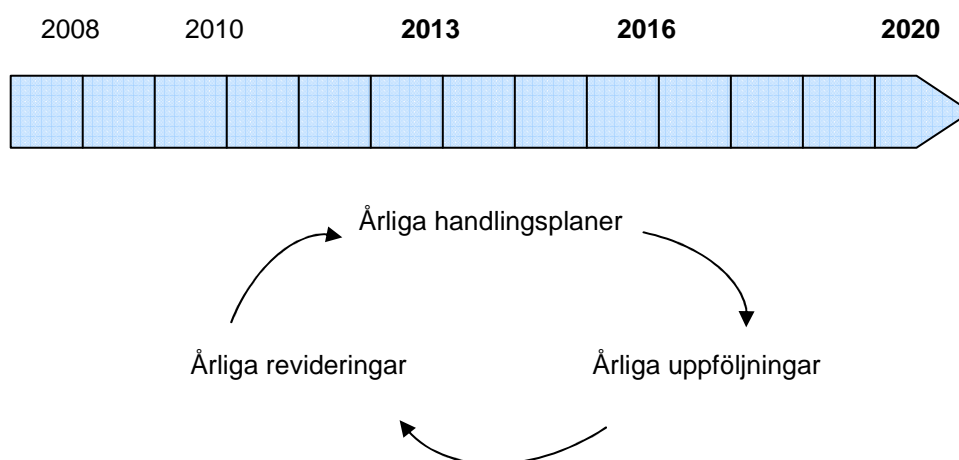 2008 2010 2013 2016 2020
Årliga handlingsplaner
Årliga revideringar Årliga uppföljningar